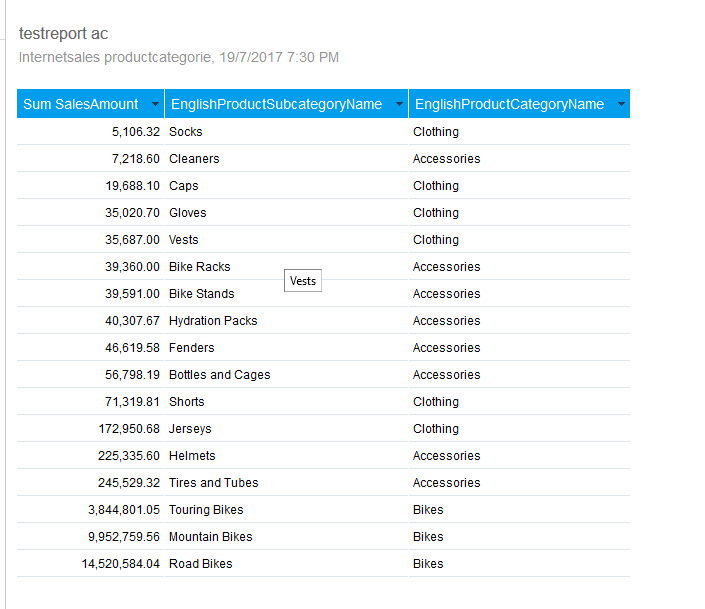 testreport ac
Internetsales productcategorie, 19/7/2017 7:30 PM
Sum SalesAmount EnglishProductSubcategoryName EnglishProductCategoryName
5,106.32 Socks Clothing
7,218.60 Cleaners Accessories
19,688.10 Caps Clothing
35,020.70 Gloves Clothing
35,687.00 Vests Clothing
39,360.00 Bike Racks Accessories
Vests
39,591.00 Bike Stands Accessories
40,307.67 Hydration Packs Accessories
46,619.58 Fenders Accessories
56,798.19 Bottles and Cages Accessories
71,319.81 Shorts Clothing
172,950.68 Jerseys Clothing
225,335.60 Helmets Accessories
245,529.32 Tires and Tubes Accessories
3,844,801.05 Touring Bikes Bikes
9,952,759.56 Mountain Bikes Bikes
14,520,584.04 Road Bikes Bikes